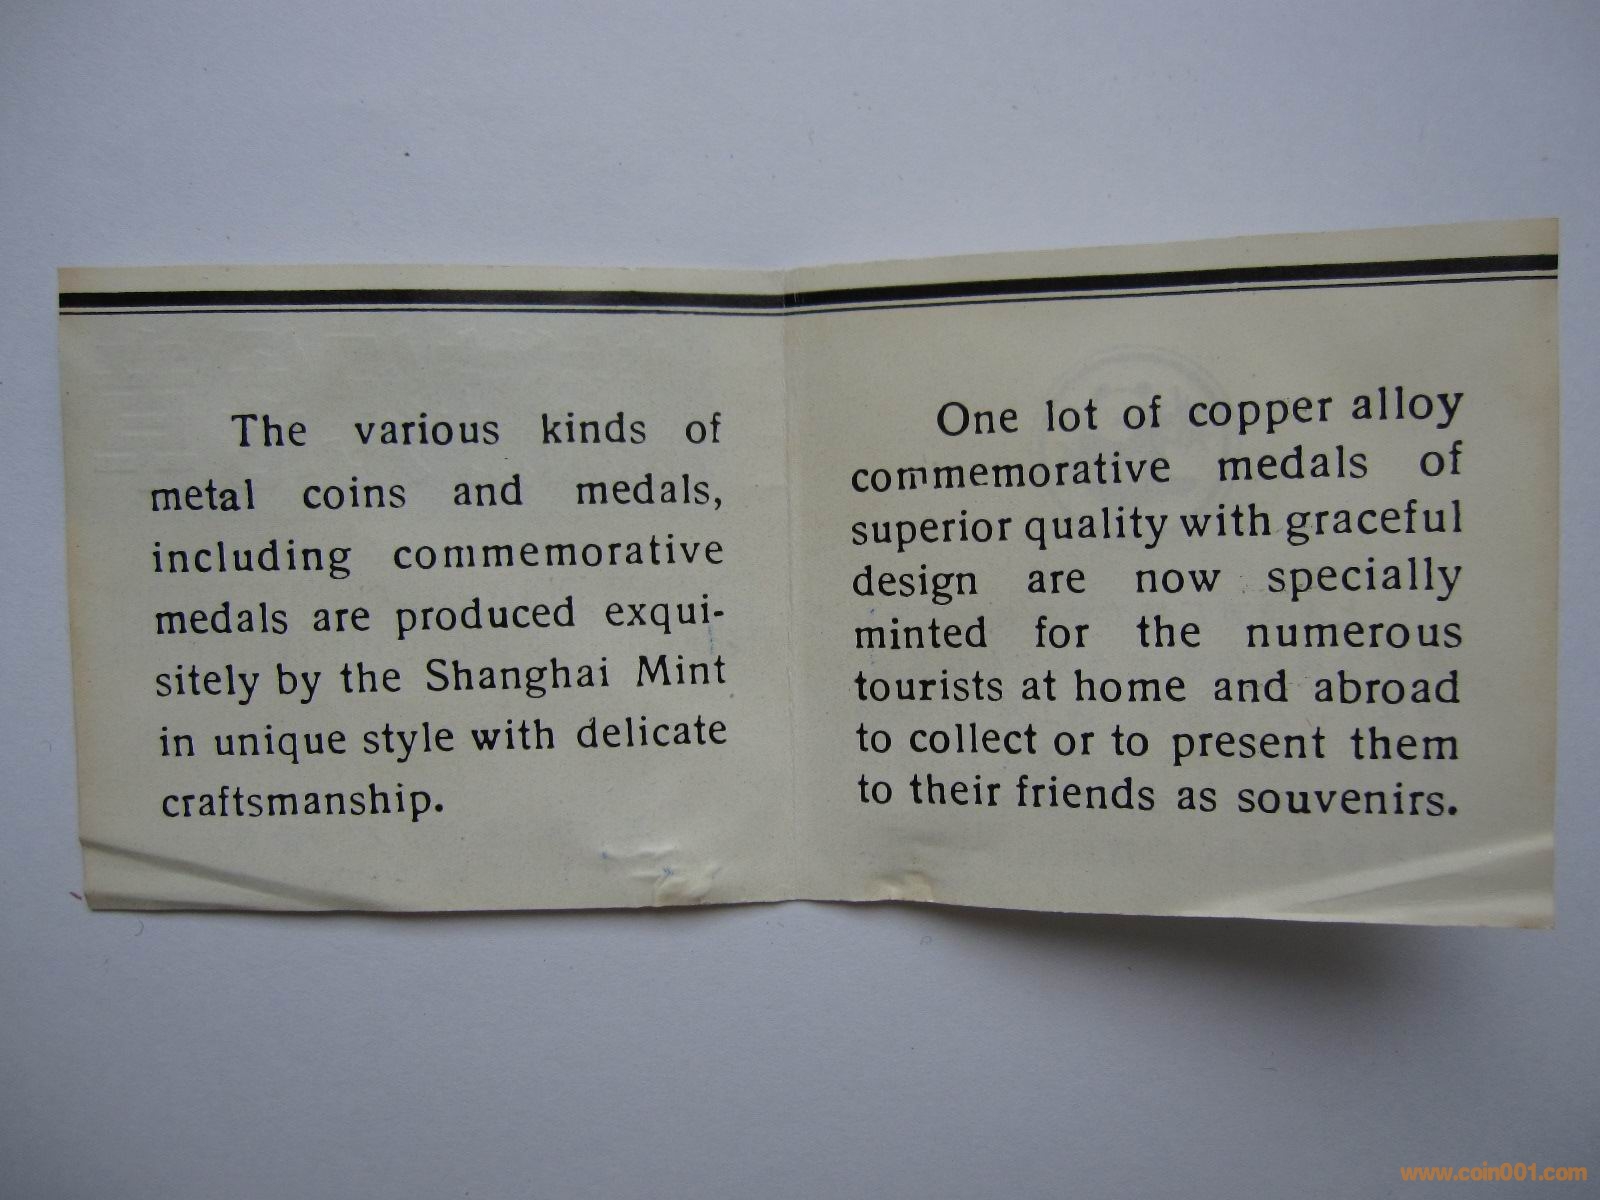 The various kinds of
metal coins and medals,
including commemorative
medals are produced exqui-
sitely by the Shanghai Mint
in unique style with delicate
craftsmanship.
One lot of copper alloy
commemorative medals of
superior quality with graceful
design are now specially
minted for the numerous
tourists at home and abroad
to collect or to present them
to their friends as souvenirs.
www.coin001.com